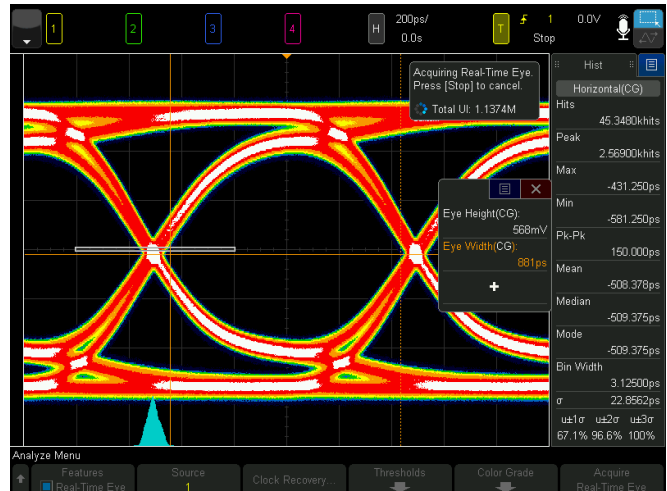 1
2
3
4
H
200ps/
0.0s
T
1
0.0V
Stop
Acquiring Real-Time Eye.
Press [Stop] to cancel.
Total UI: 1.1374M
Eye Height(CG):
568mV
Eye Width(CG):
881ps
Hist
Horizontal(CG)
Hits
45.3480khits
Peak
2.56900khits
Max
-431.250ps
Min
-581.250ps
Pk-Pk
150.000ps
Mean
-508.378ps
Median
-509.375ps
Mode
-509.375ps
Bin Width
3.12500ps
σ
22.8562ps
u±1σ u±2σ u±3σ
67.1% 96.6% 100%
Analyze Menu
Features
Real-Time Eye
Source
1
Clock Recovery...
Thresholds
Color Grade
Acquire
Real-Time Eye